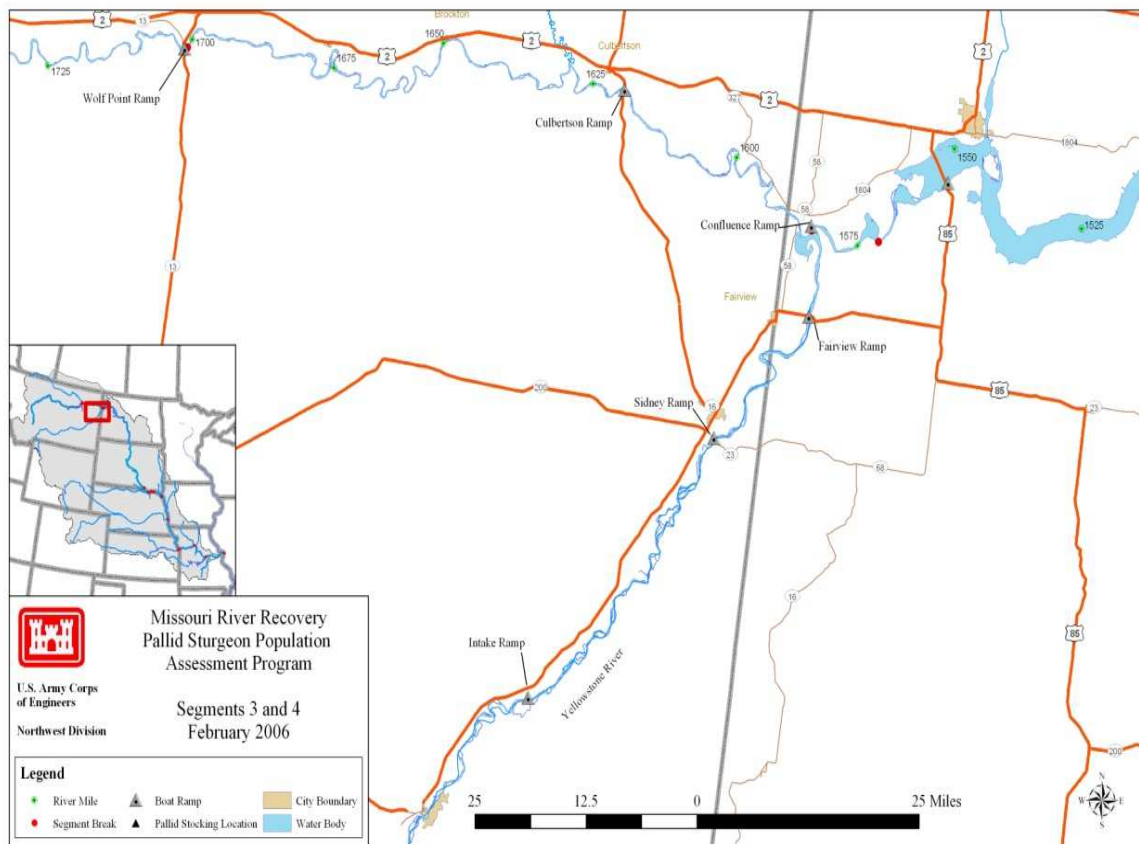 2
13
1700
1725
Wolf Point Ramp
1675
2
Brockton
1650
2
Culbertson
1625
Culbertson Ramp
327
2
1600
58
1804
58
Confluence Ramp
1575
58
2
1804
1550
1525
85
13
Fairview
Fairview Ramp
200
16
Sidney Ramp
23
68
85
23
16
85
200
Intake Ramp
Yellowstone River
U.S. Army Corps
of Engineers
Northwest Division
Missouri River Recovery
Pallid Sturgeon Population
Assessment Program
Segments 3 and 4
February 2006
Legend
River Mile
Boat Ramp
City Boundary
Segment Break
Pallid Stocking Location
Water Body
25 12.5 0 25 Miles
N
W E
S